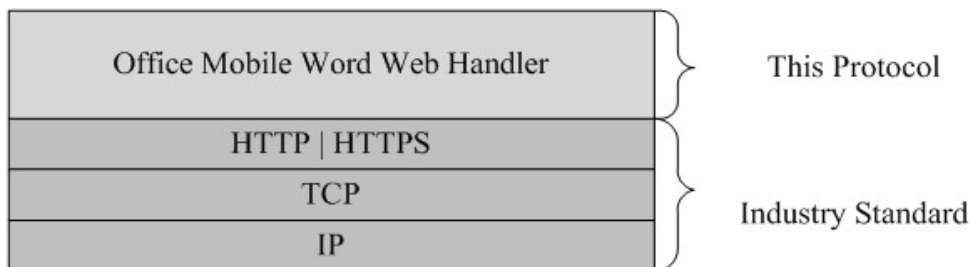 Office Mobile Word Web Handler
This Protocol
HTTP | HTTPS
TCP
Industry Standard
IP